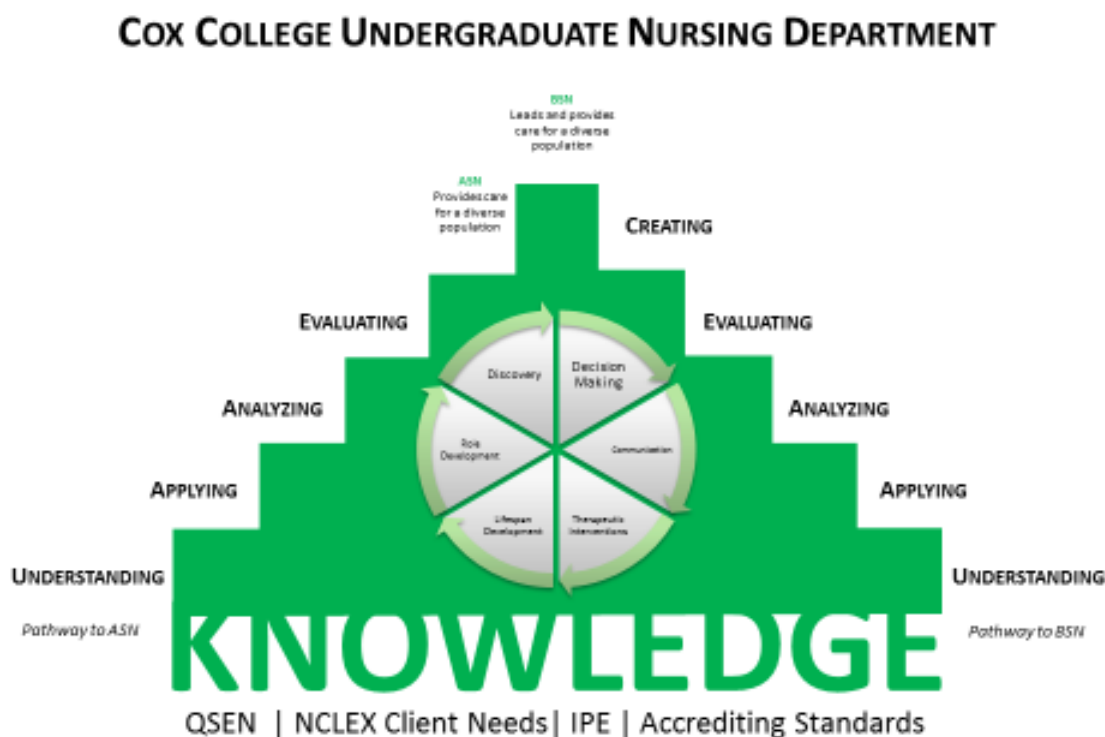 COX COLLEGE UNDERGRADUATE NURSING DEPARTMENT
BSN
Leads and provides
care for a diverse
population
ASN
Provides care
for a diverse
population
CREATING
EVALUATING
EVALUATING
Discovery
Decision
Making
ANALYZING
ANALYZING
Role
Development
Communication
APPLYING
APPLYING
Lifespan
Development
Therapeutic
Interventions
UNDERSTANDING
UNDERSTANDING
Pathway to ASN
KNOWLEDGE
Pathway to BSN
QSEN | NCLEX Client Needs| IPE | Accrediting Standards